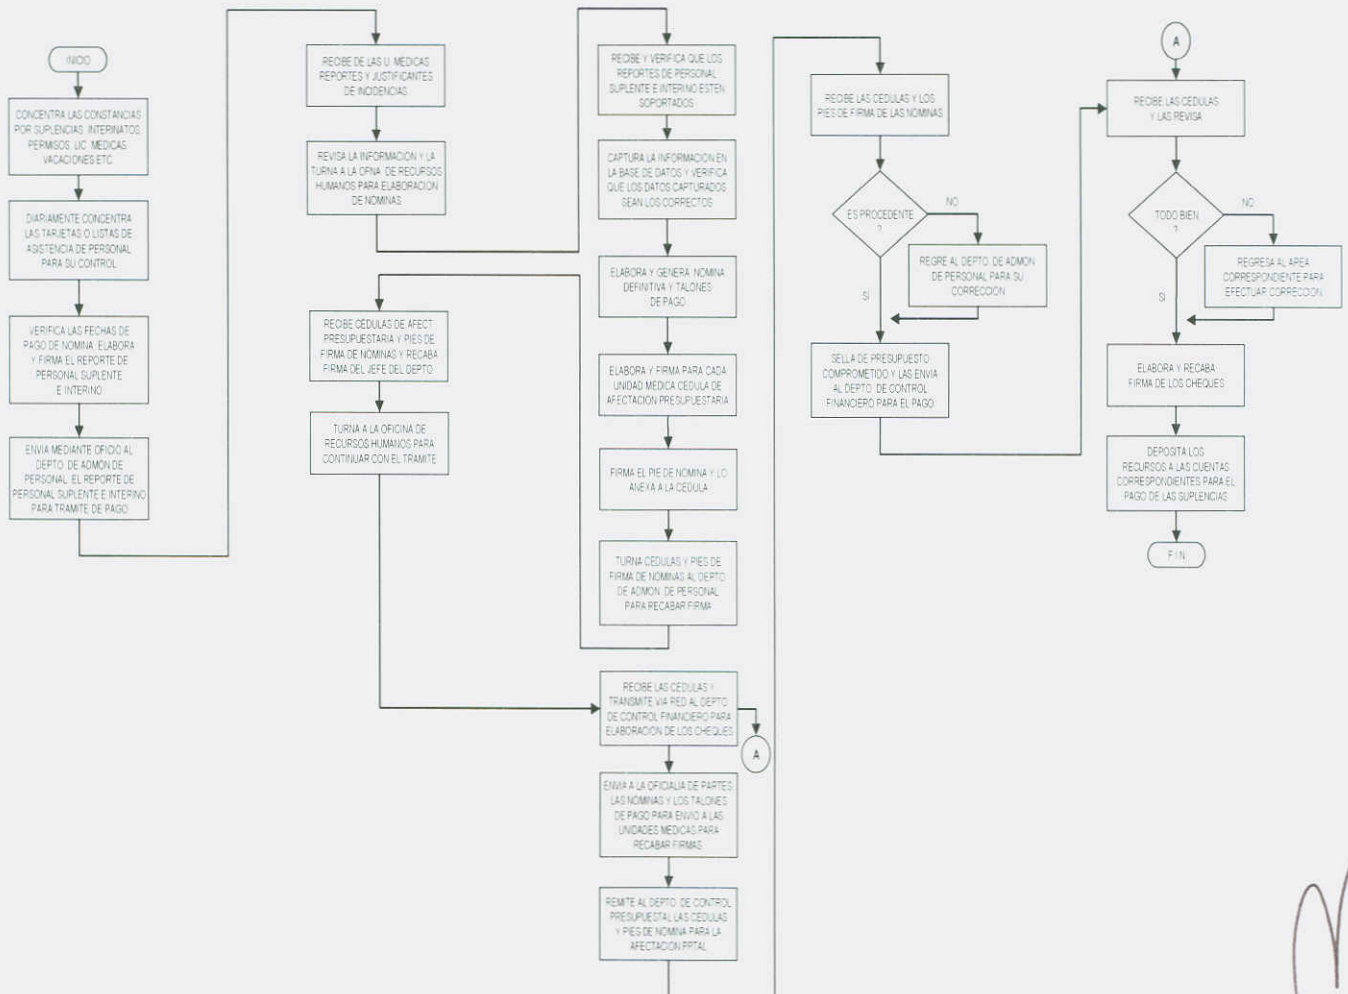 INICIO
CONCENTRA LAS CONSTANCIAS
POR SUPLENCIAS, INTERINATOS,
PERMISOS, LIC. MEDICAS
VACACIONES ETC
DIARIAMENTE CONCENTRA
LAS TARJETAS O LISTAS DE
ASISTENCIA DE PERSONAL
PARA SU CONTROL
VERIFICA LAS FECHAS DE
PAGO DE NOMINA ELABORA
Y FIRMA EL REPORTE DE
PERSONAL SUPLENTE
E INTERINO
ENVIA MEDIANTE OFICIO AL
DEPTO. DE ADMÓN DE
PERSONAL EL REPORTE DE
PERSONAL SUPLENTE E INTERINO
PARA TRAMITE DE PAGO
RECIBE DE LAS U. MEDICAS
REPORTES Y JUSTIFICANTES
DE INCIDENCIAS
REVISA LA INFORMACION Y LA
TURNA A LA OFNA. DE RECURSOS
HUMANOS PARA ELABORACION
DE NOMINAS
RECIBE CÉDULAS DE AFECT.
PRESUPUESTARIA Y PIES DE
FIRMA DE NOMINAS Y RECABA
FIRMA DEL JEFE DEL DEPTO
TURNA A LA OFICINA DE
RECURSOS HUMANOS PARA
CONTINUAR CON EL TRAMITE
RECIBE Y VERIFICA QUE LOS
REPORTES DE PERSONAL
SUPLENTE E INTERINO ESTEN
SOPORTADOS
CAPTURA LA INFORMACION EN
LA BASE DE DATOS Y VERIFICA
QUE LOS DATOS CAPTURADOS
SEAN LOS CORRECTOS
ELABORA Y GENERA NOMINA
DEFINITIVA Y TALONES
DE PAGO
ELABORA Y FIRMA PARA CADA
UNIDAD MEDICA CEDULA DE
AFECTACION PRESUPUESTARIA
FIRMA EL PIE DE NOMINA Y LO
ANEXA A LA CEDULA
TURNA CEDULAS Y PIES DE
FIRMA DE NOMINAS AL DEPTO
DE ADMON. DE PERSONAL
PARA RECABAR FIRMA
RECIBE LAS CEDULAS Y
TRANSMITE VIA RED AL DEPTO
DE CONTROL FINANCIERO PARA
ELABORACION DE LOS CHEQUES
A
ENVIA A LA OFICIALIA DE PARTES
LAS NOMINAS Y LOS TALONES
DE PAGO PARA ENVIO A LAS
UNIDADES MEDICAS PARA
RECABAR FIRMAS
REMITE AL DEPTO. DE CONTROL
PRESUPUESTAL LAS CEDULAS
Y PIES DE NOMINA PARA LA
AFECTACION PPTAL
RECIBE LAS CEDULAS Y LOS
PIES DE FIRMA DE LAS NOMINAS
ES PROCEDENTE
?
NO
REGRE AL DEPTO. DE ADMON
DE PERSONAL PARA SU
CORRECCION
SI
SELLA DE PRESUPUESTO
COMPROMETIDO Y LAS ENVIA
AL DEPTO. DE CONTROL
FINANCIERO PARA EL PAGO
A
RECIBE LAS CEDULAS
Y LAS REVISA
TODO BIEN
?
NO
REGRESA AL AREA
CORRESPONDIENTE PARA
EFECTUAR CORRECCION
SI
ELABORA Y RECABA
FIRMA DE LOS CHEQUES
DEPOSITA LOS
RECURSOS A LAS CUENTAS
CORRESPONDIENTES PARA EL
PAGO DE LAS SUPLENCIAS
FIN